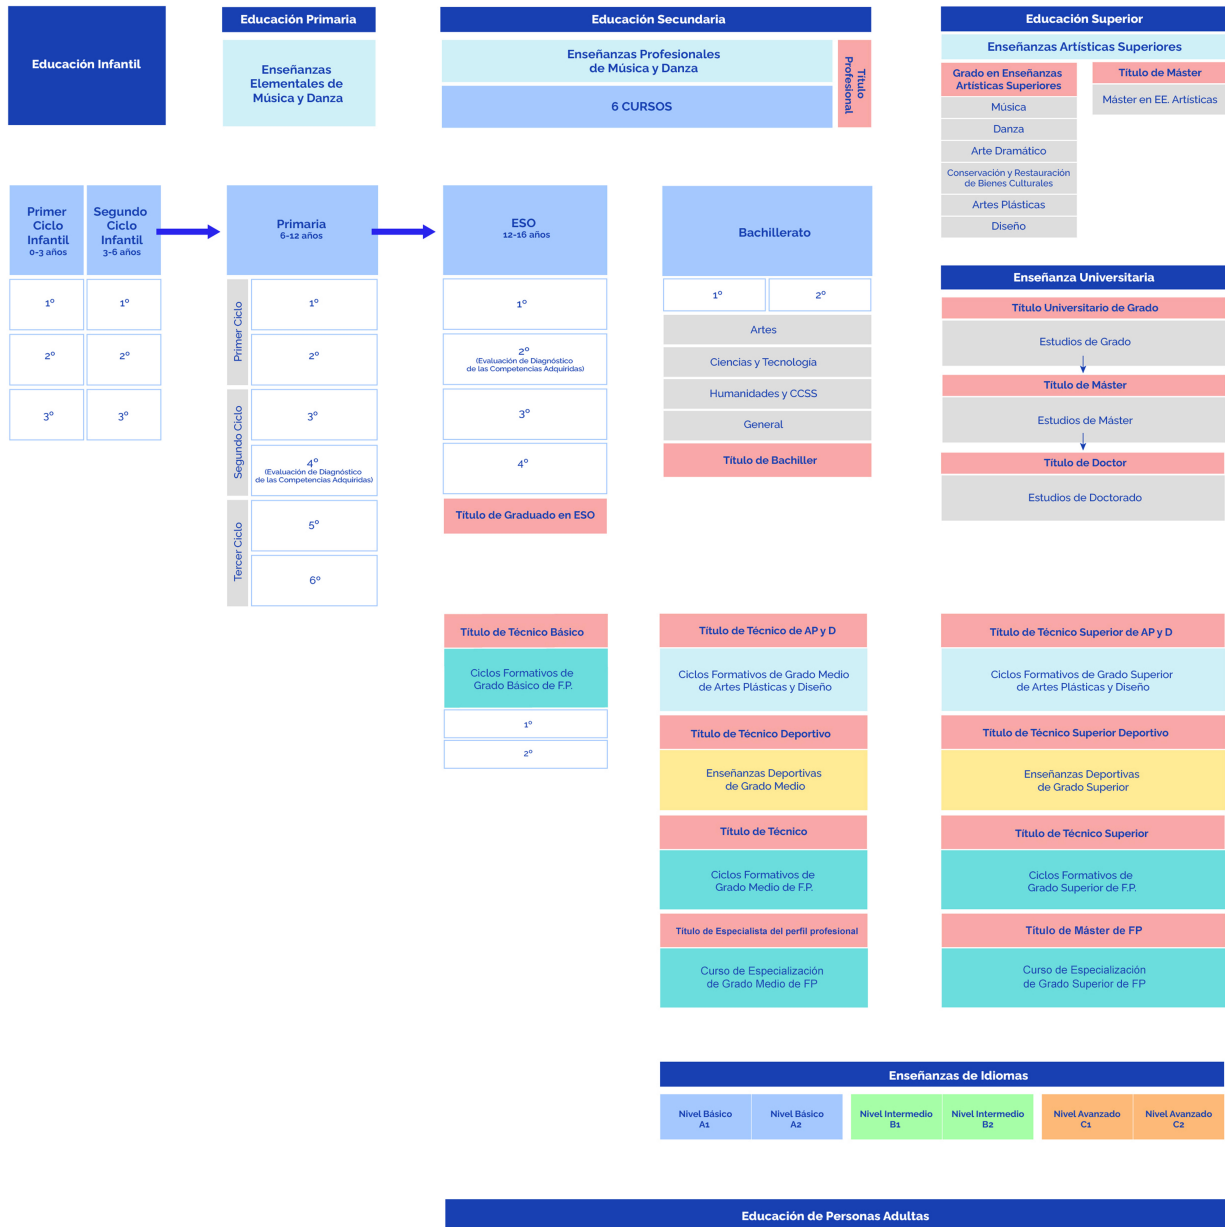 Educación Infantil
Educación Primaria
Enseñanzas
Elementales de
Música y Danza
Educación Secundaria
Enseñanzas Profesionales
de Música y Danza
6 CURSOS
Título
Profesional
Educación Superior
Enseñanzas Artísticas Superiores
Grado en Enseñanzas
Artísticas Superiores
Música
Danza
Arte Dramático
Conservación y Restauración
de Bienes Culturales
Artes Plásticas
Diseño
Título de Máster
Máster en EE. Artísticas
Primer
Ciclo
Infantil
0-3 años
1º
2º
3º
Segundo
Ciclo
Infantil
3-6 años
1º
2º
3º
Primaria
6-12 años
Primer Ciclo
1º
2º
Segundo Ciclo
3º
4º
(Evaluación de Diagnóstico
de las Competencias Adquiridas)
Tercer Ciclo
5º
6º
ESO
12-16 años
1º
2º
(Evaluación de Diagnóstico
de las Competencias Adquiridas)
3º
4º
Título de Graduado en ESO
Bachillerato
1º
2º
Artes
Ciencias y Tecnología
Humanidades y CCSS
General
Título de Bachiller
Enseñanza Universitaria
Título Universitario de Grado
Estudios de Grado
Título de Máster
Estudios de Máster
Título de Doctor
Estudios de Doctorado
Título de Técnico Básico
Ciclos Formativos de
Grado Básico de F.P.
1º
2º
Título de Técnico de AP y D
Ciclos Formativos de Grado Medio
de Artes Plásticas y Diseño
Título de Técnico Deportivo
Enseñanzas Deportivas
de Grado Medio
Título de Técnico
Ciclos Formativos de
Grado Medio de F.P.
Título de Especialista del perfil profesional
Curso de Especialización
de Grado Medio de FP
Título de Técnico Superior de AP y D
Ciclos Formativos de Grado Superior
de Artes Plásticas y Diseño
Título de Técnico Superior Deportivo
Enseñanzas Deportivas
de Grado Superior
Título de Técnico Superior
Ciclos Formativos de
Grado Superior de F.P.
Título de Máster de FP
Curso de Especialización
de Grado Superior de FP
Enseñanzas de Idiomas
Nivel Básico
A1
Nivel Básico
A2
Nivel Intermedio
B1
Nivel Intermedio
B2
Nivel Avanzado
C1
Nivel Avanzado
C2
Educación de Personas Adultas